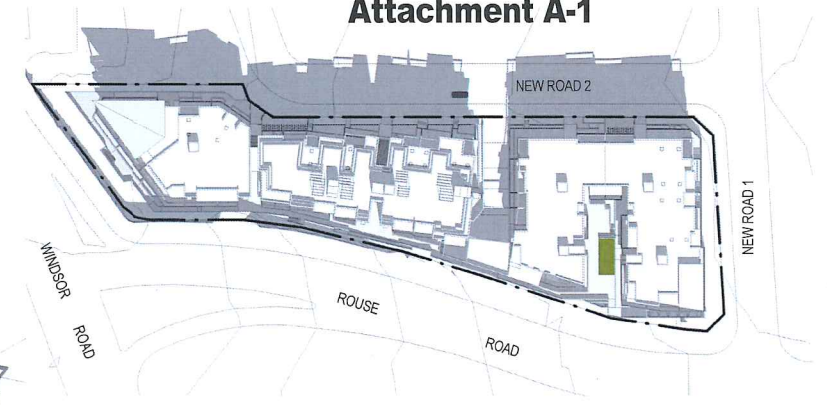 Attachment A-1
NEW ROAD 2
NEW ROAD 1
WINDSOR
ROAD
ROUSE
ROAD